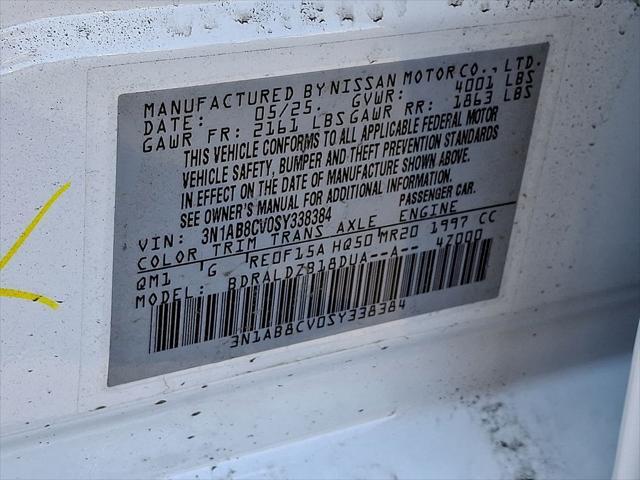 MANUFACTURED BY NISSAN MOTOR CO., LTD.
DATE: 05/25. GVWR: 4001 LBS
GAWR FR: 2161 LBS GAWR RR: 1863 LBS
THIS VEHICLE CONFORMS TO ALL APPLICABLE FEDERAL MOTOR
VEHICLE SAFETY, BUMPER AND THEFT PREVENTION STANDARDS
IN EFFECT ON THE DATE OF MANUFACTURE SHOWN ABOVE.
SEE OWNER'S MANUAL FOR ADDITIONAL INFORMATION.
VIN: 3N1AB8CV0SY338384 PASSENGER CAR.
COLOR TRIM TRANS AXLE ENGINE
QM1 G RE0F15A HQ50 MR20 1997 CC
MODEL: BDRALDZB18DUA--A-- 4Z000
3N1AB8CV0SY338384